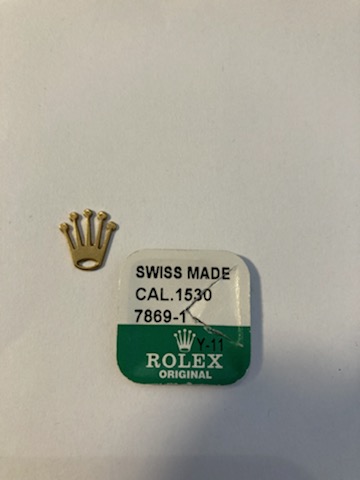 SWISS MADE
CAL.1530
7869-1
Y-11
ROLEX
ORIGINAL